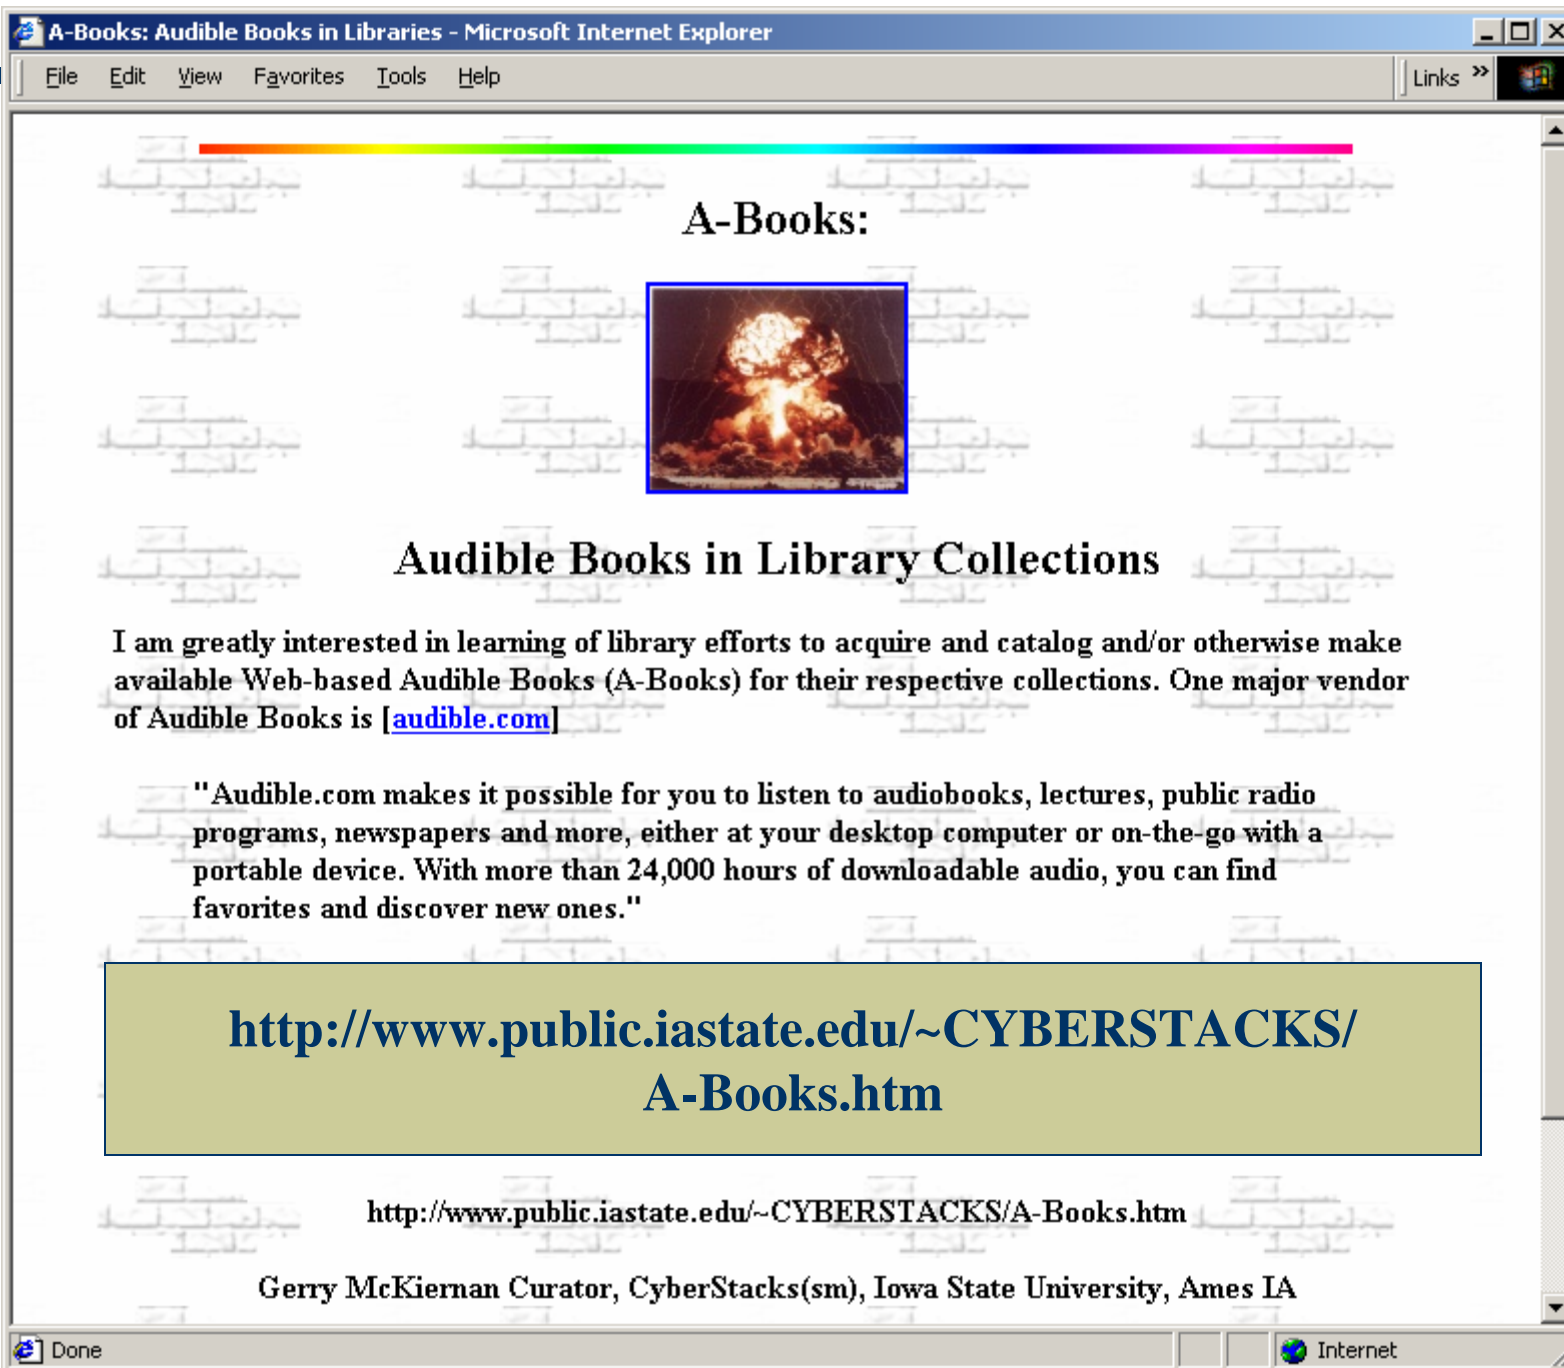 A-Books: Audible Books in Libraries - Microsoft Internet Explorer
File Edit View Favorites Tools Help Links »
A-Books:
Audible Books in Library Collections
I am greatly interested in learning of library efforts to acquire and catalog and/or otherwise make
available Web-based Audible Books (A-Books) for their respective collections. One major vendor
of Audible Books is [audible.com]
"Audible.com makes it possible for you to listen to audiobooks, lectures, public radio
programs, newspapers and more, either at your desktop computer or on-the-go with a
portable device. With more than 24,000 hours of downloadable audio, you can find
favorites and discover new ones."
http://www.public.iastate.edu/~CYBERSTACKS/
A-Books.htm
http://www.public.iastate.edu/~CYBERSTACKS/A-Books.htm
Gerry McKiernan Curator, CyberStacks(sm), Iowa State University, Ames IA
Done Internet